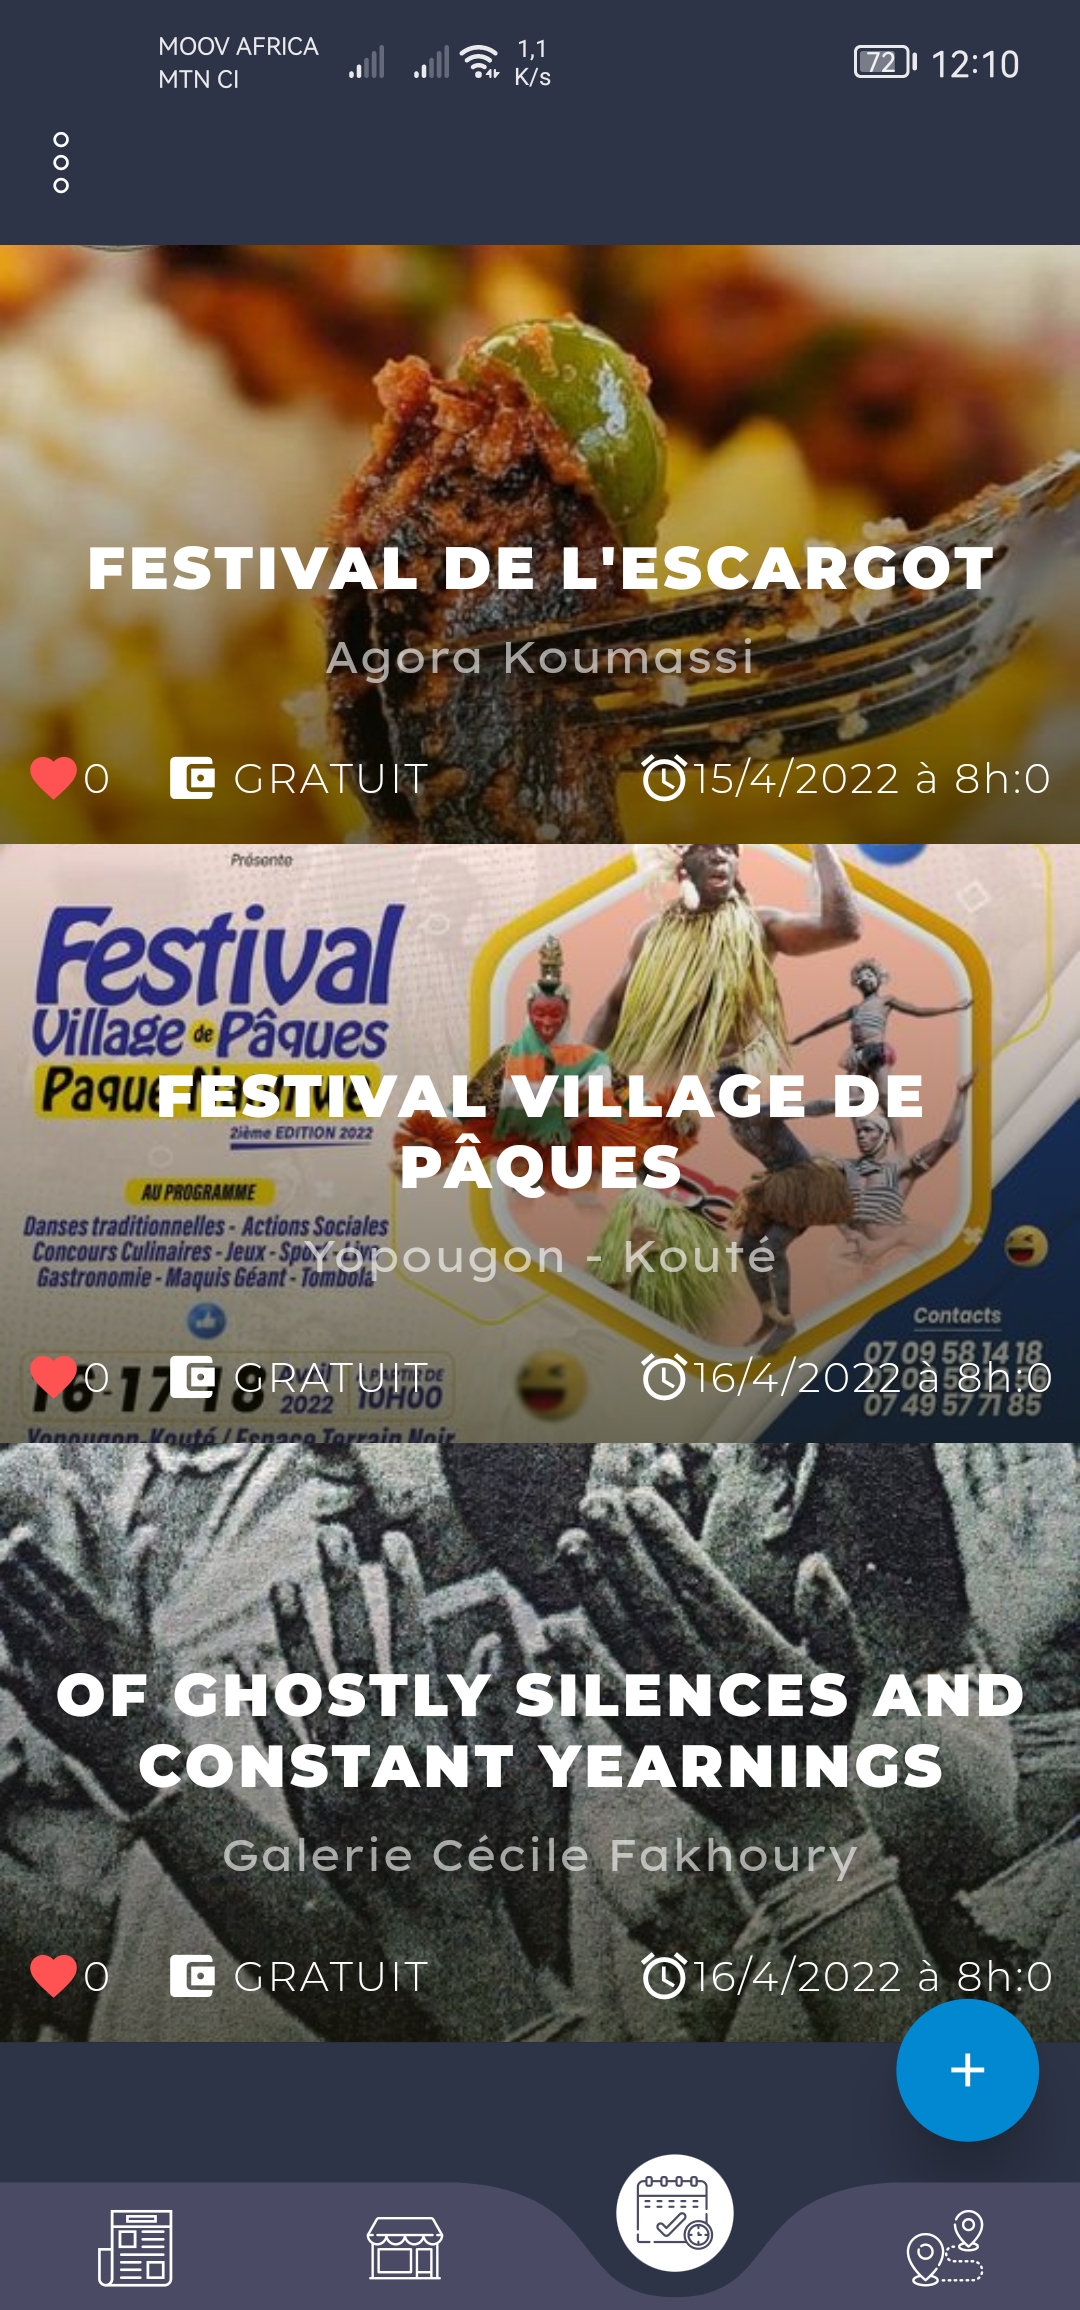 MOOV AFRICA
MTN CI
1,1
K/s
72
12:10
FESTIVAL DE L'ESCARGOT
Agora Koumassi
0 GRATUIT 15/4/2022 à 8h:0
Présente
Festival
Village de Pâques
FESTIVAL VILLAGE DE
PÂQUES
2ième EDITION 2022
AU PROGRAMME
Danses traditionnelles - Actions Sociales
Concours Culinaires - Jeux - Sport - Live
Gastronomie - Maquis Géant - Tombola
Yopougon - Kouté
Contacts
07 09 58 14 18
07 49 57 71 85
0 GRATUIT 16/4/2022 à 8h:0
16-17-18 2022 10H00
Yopougon-Kouté / Espace Terrain Noir
OF GHOSTLY SILENCES AND
CONSTANT YEARNINGS
Galerie Cécile Fakhoury
0 GRATUIT 16/4/2022 à 8h:0
+